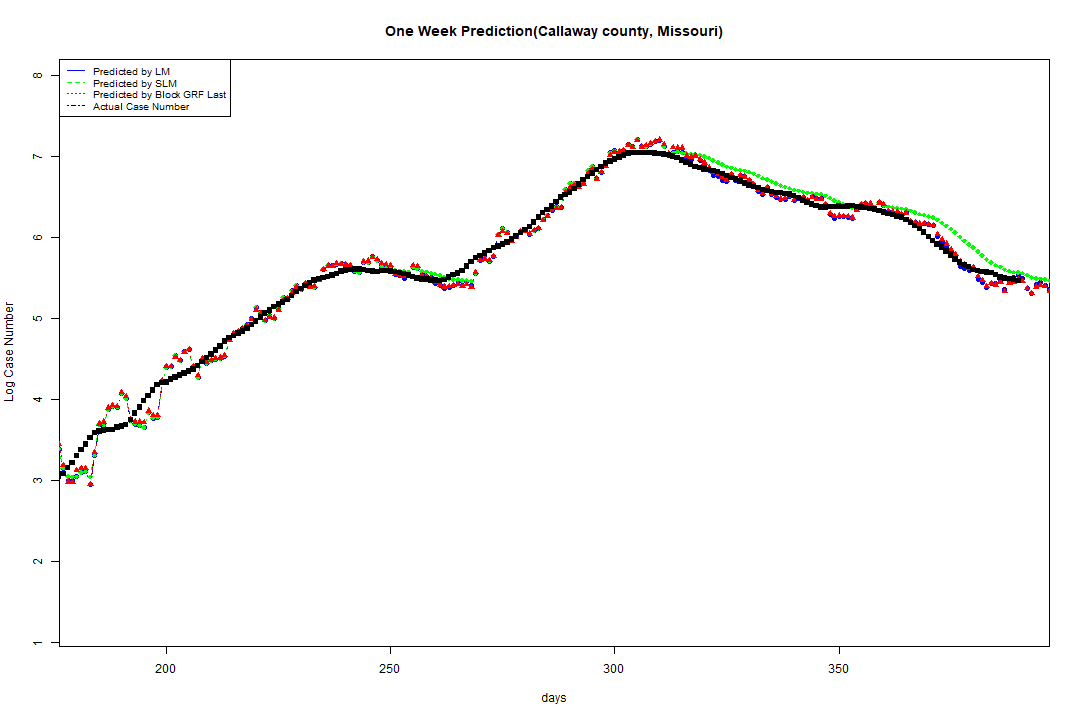 One Week Prediction(Callaway county, Missouri)
Predicted by LM
Predicted by SLM
Predicted by Block GRF Last
Actual Case Number
8
7
6
5
4
3
2
1
Log Case Number
200
250
300
350
days